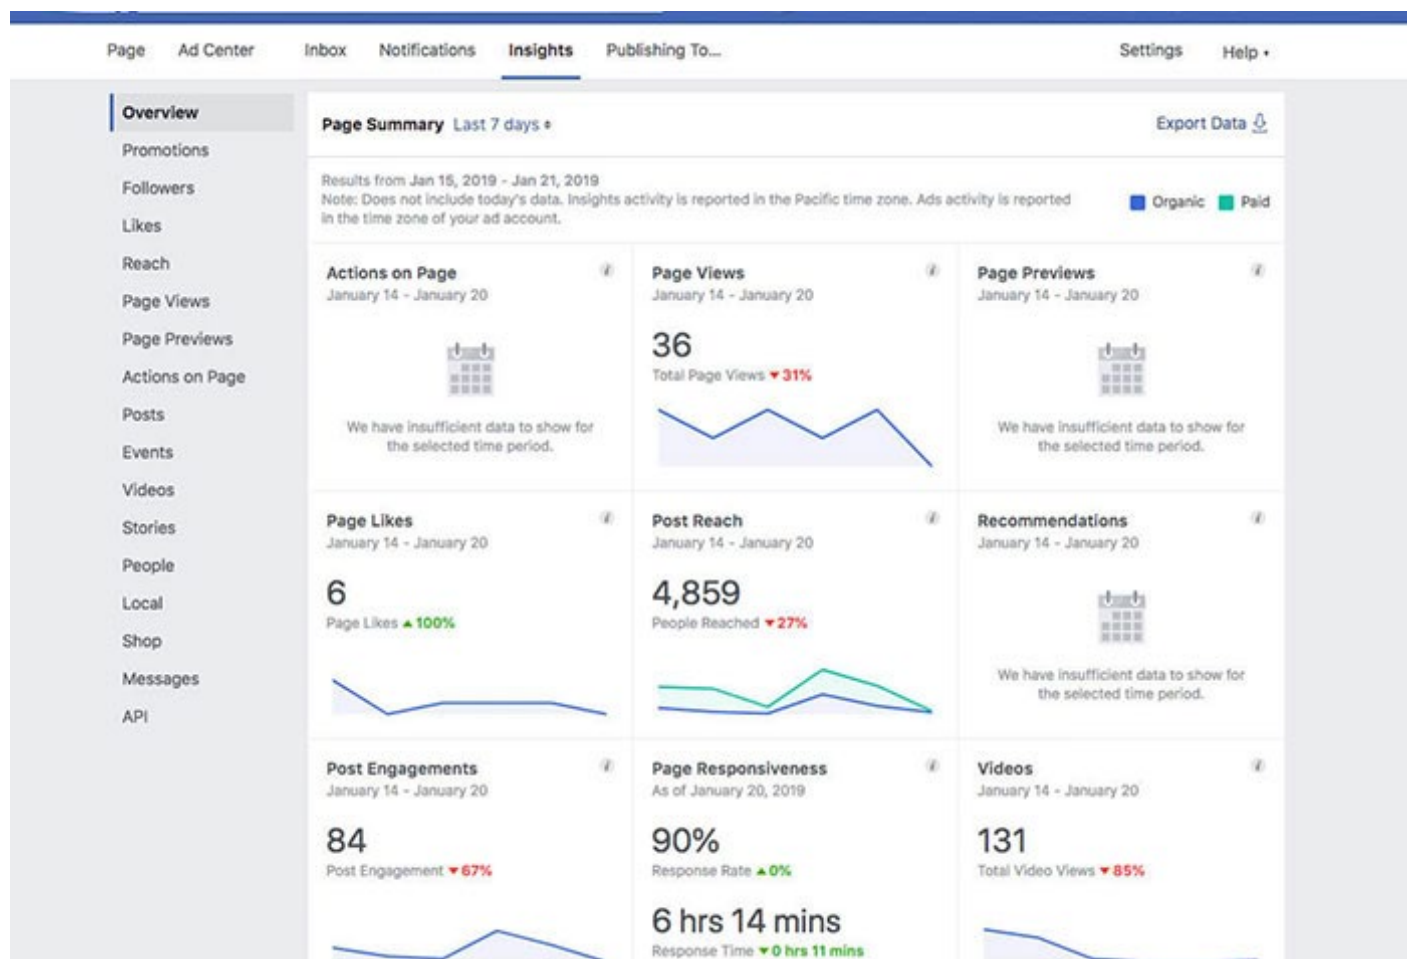 Page Ad Center Inbox Notifications Insights Publishing To... Settings Help
Overview
Promotions
Followers
Likes
Reach
Page Views
Page Previews
Actions on Page
Posts
Events
Videos
Stories
People
Local
Shop
Messages
API
Page Summary Last 7 days Export Data
Results from Jan 15, 2019 - Jan 21, 2019
Note: Does not include today's data. Insights activity is reported in the Pacific time zone. Ads activity is reported
in the time zone of your ad account.
Organic Paid
Actions on Page
January 14 - January 20
We have insufficient data to show for
the selected time period.
Page Views
January 14 - January 20
36
Total Page Views ▼31%
Page Previews
January 14 - January 20
We have insufficient data to show for
the selected time period.
Page Likes
January 14 - January 20
6
Page Likes ▲100%
Post Reach
January 14 - January 20
4,859
People Reached ▼27%
Recommendations
January 14 - January 20
We have insufficient data to show for
the selected time period.
Post Engagements
January 14 - January 20
84
Post Engagement ▼67%
Page Responsiveness
As of January 20, 2019
90%
Response Rate ▲0%
6 hrs 14 mins
Response Time ▼0 hrs 11 mins
Videos
January 14 - January 20
131
Total Video Views ▼85%